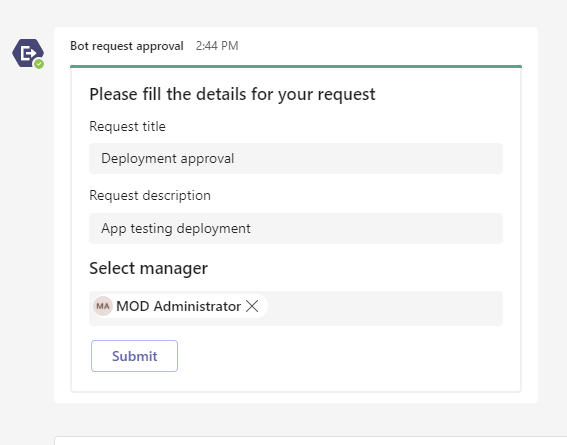 Bot request approval 2:44 PM
Please fill the details for your request
Request title
Deployment approval
Request description
App testing deployment
Select manager
MA MOD Administrator
Submit